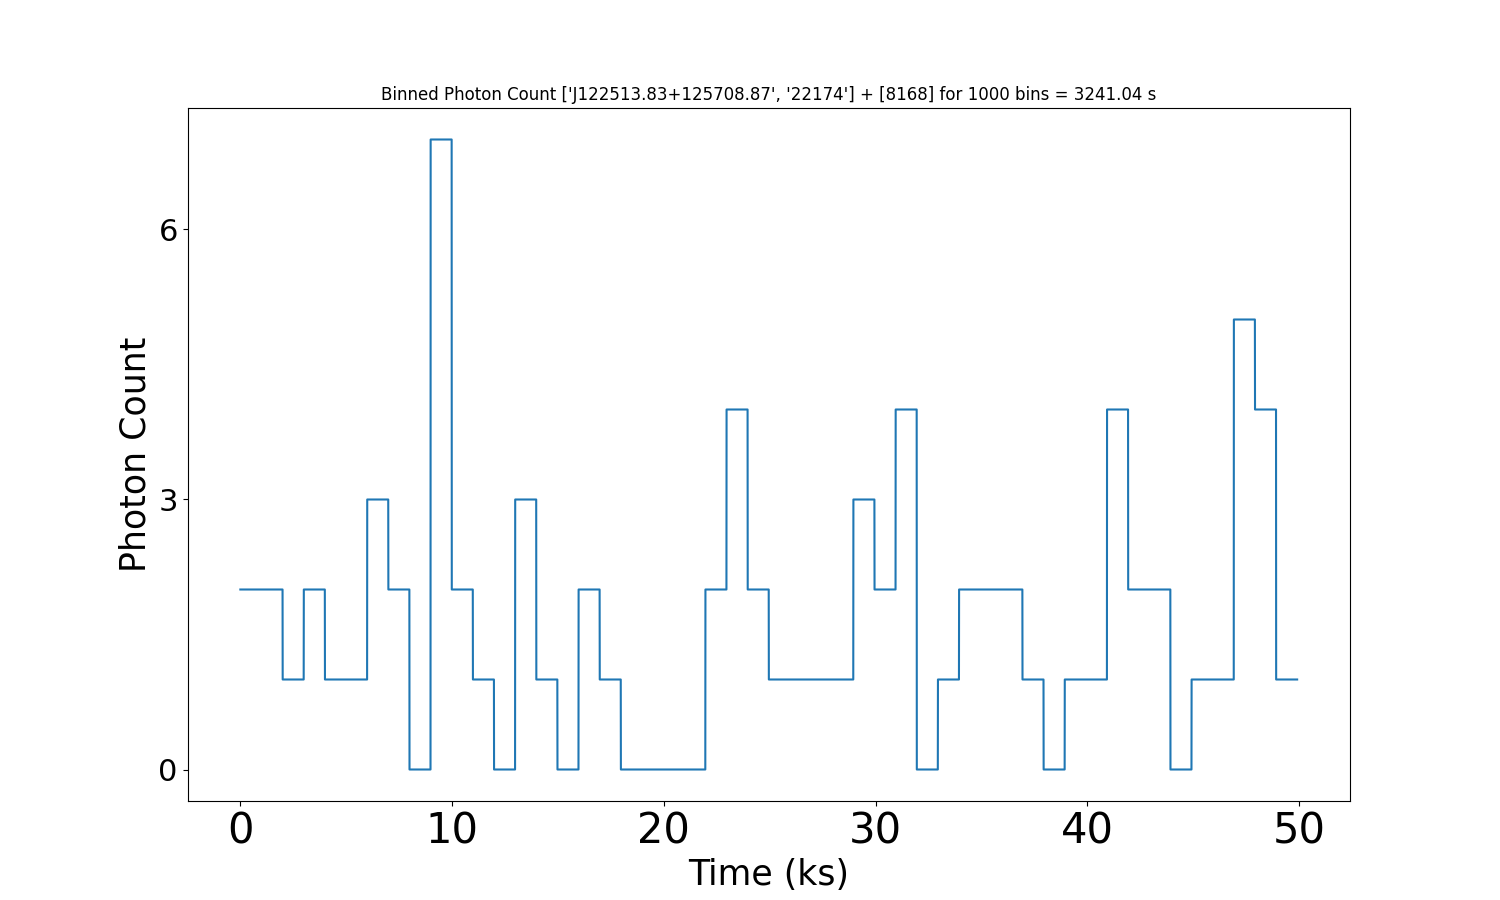 Binned Photon Count ['J122513.83+125708.87', '22174'] + [8168] for 1000 bins = 3241.04 s
6
3
0
Photon Count
0 10 20 30 40 50
Time (ks)